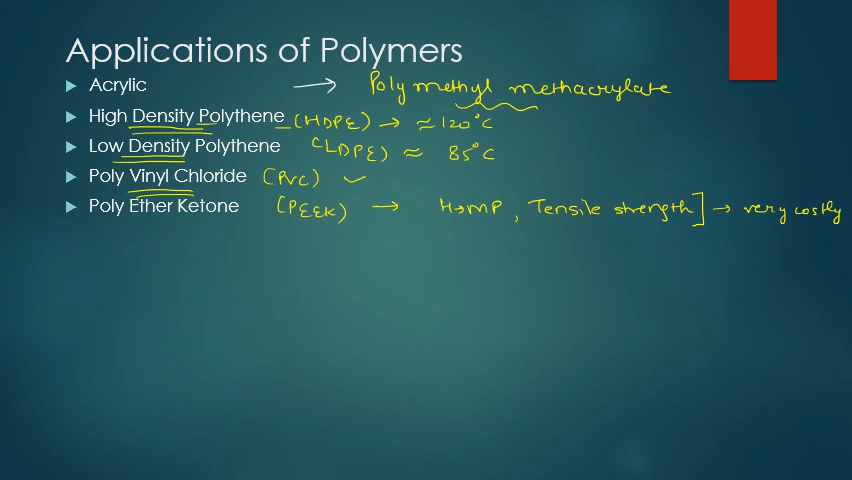 Applications of Polymers
Acrylic → Poly methyl methacrylate
High Density Polythene (HDPE) → ≈ 120°C
Low Density Polythene (LDPE) ≈ 85°C
Poly Vinyl Chloride (PVC) ✓
Poly Ether Ketone (PEEK) → H→MP, Tensile strength] → very costly